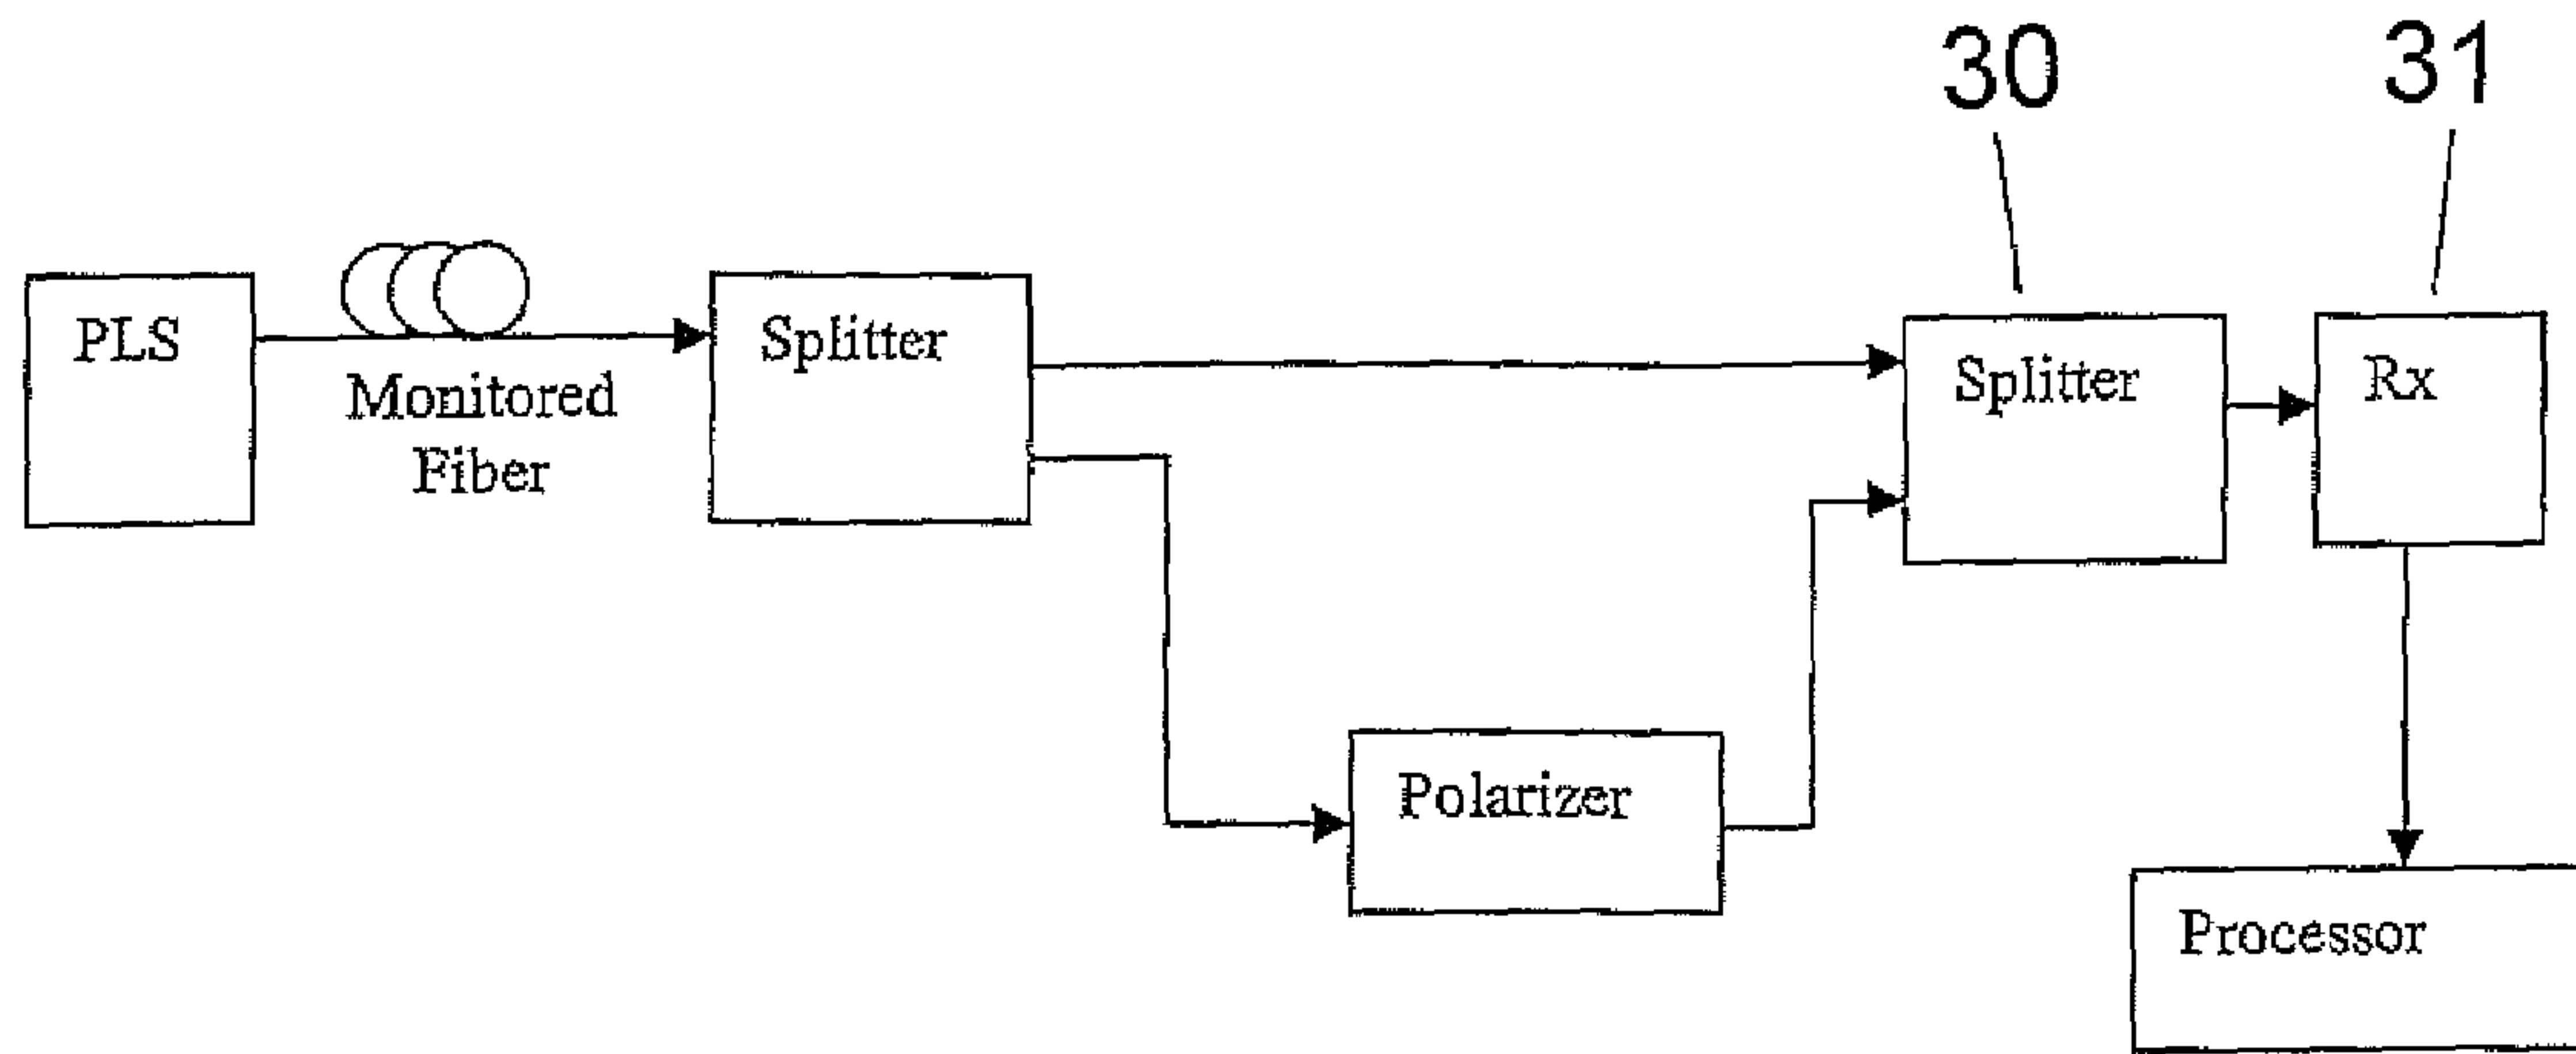 30
31
PLS
Splitter
Splitter
Rx
Monitored
Fiber
Polarizer
Processor